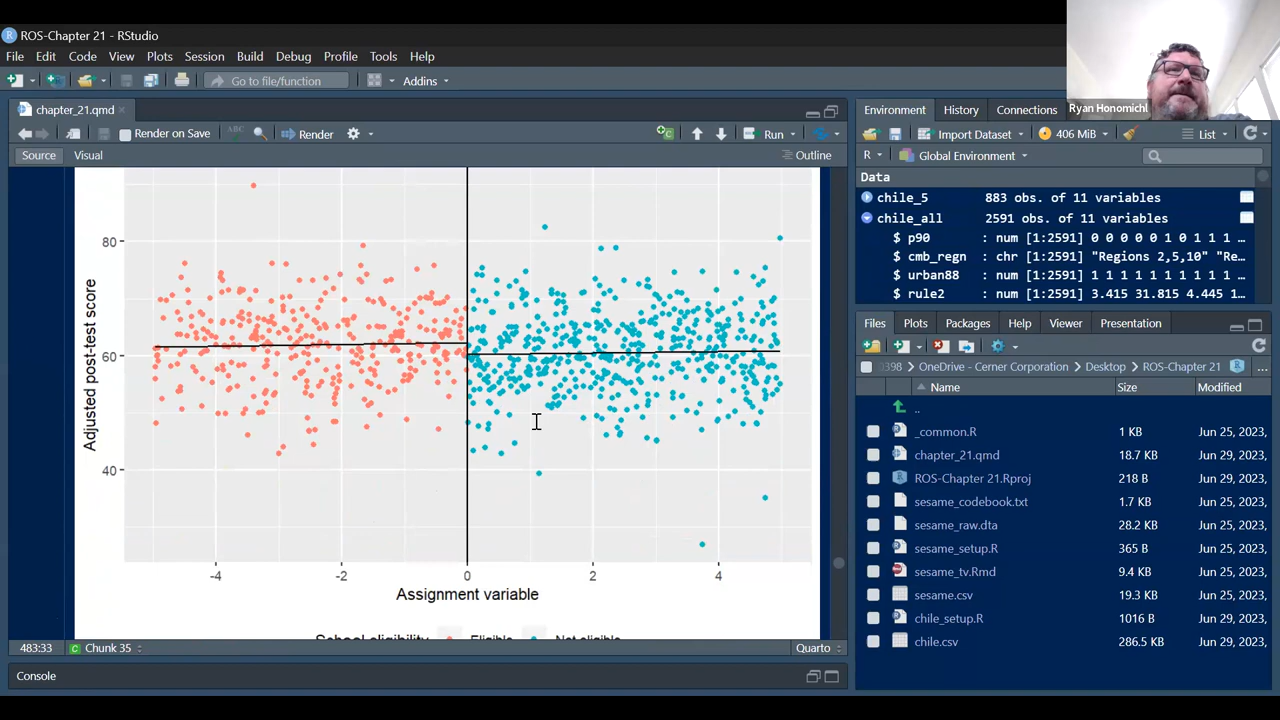 ROS-Chapter 21 - RStudio
File Edit Code View Plots Session Build Debug Profile Tools Help
Go to file/function Addins
Ryan Honomichl
chapter_21.qmd
Render on Save ABC Render Run
Source Visual Outline
Adjusted post-test score
80
60
40
-4 -2 0 2 4
Assignment variable
School eligibility Eligible Not eligible
483:33 C Chunk 35 Quarto
Console
Environment History Connections
Import Dataset 406 MiB List
R Global Environment
Data
chile_5 883 obs. of 11 variables
chile_all 2591 obs. of 11 variables
$ p90 : num [1:2591] 0 0 0 0 0 1 0 1 1 1 …
$ cmb_regn : chr [1:2591] "Regions 2,5,10" "Re…
$ urban88 : num [1:2591] 1 1 1 1 1 1 1 1 1 1 …
$ rule2 : num [1:2591] 3.415 31.815 4.445 1…
Files Plots Packages Help Viewer Presentation
2398 OneDrive - Cerner Corporation Desktop ROS-Chapter 21 ...
Name Size Modified
..
_common.R 1 KB Jun 25, 2023,
chapter_21.qmd 18.7 KB Jun 29, 2023,
ROS-Chapter 21.Rproj 218 B Jun 29, 2023,
sesame_codebook.txt 1.7 KB Jun 25, 2023,
sesame_raw.dta 28.2 KB Jun 25, 2023,
sesame_setup.R 365 B Jun 25, 2023,
sesame_tv.Rmd 9.4 KB Jun 25, 2023,
sesame.csv 19.3 KB Jun 25, 2023,
chile_setup.R 1016 B Jun 29, 2023,
chile.csv 286.5 KB Jun 29, 2023,